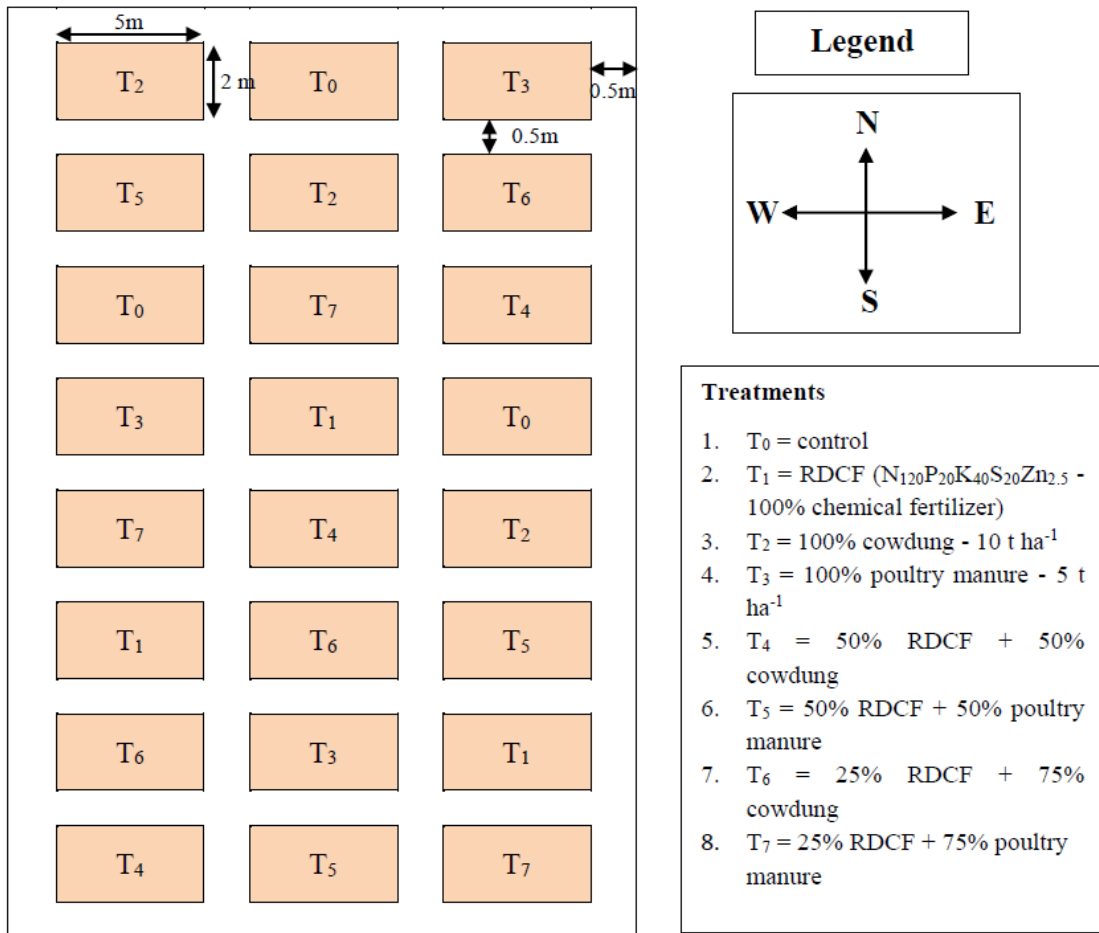 5m
T₂ 2 m T₀ T₃
0.5m
0.5m
T₅ T₂ T₆
T₀ T₇ T₄
T₃ T₁ T₀
T₇ T₄ T₂
T₁ T₆ T₅
T₆ T₃ T₁
T₄ T₅ T₇
Legend
N
W E
S
Treatments
1. T₀ = control
2. T₁ = RDCF (N₁₂₀P₂₀K₄₀S₂₀Zn₂.₅ -
100% chemical fertilizer)
3. T₂ = 100% cowdung - 10 t ha⁻¹
4. T₃ = 100% poultry manure - 5 t
ha⁻¹
5. T₄ = 50% RDCF + 50%
cowdung
6. T₅ = 50% RDCF + 50% poultry
manure
7. T₆ = 25% RDCF + 75%
cowdung
8. T₇ = 25% RDCF + 75% poultry
manure